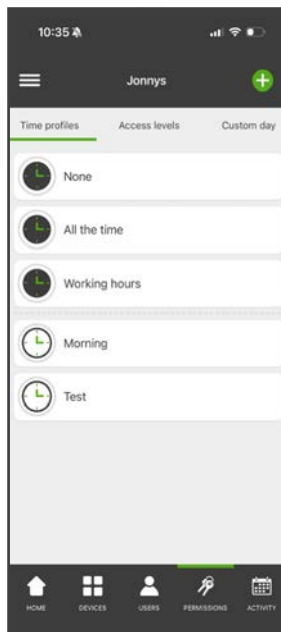 10:35
Jonnys
Time profiles Access levels Custom day
None
All the time
Working hours
Morning
Test
HOME DEVICES USERS PERMISSIONS ACTIVITY